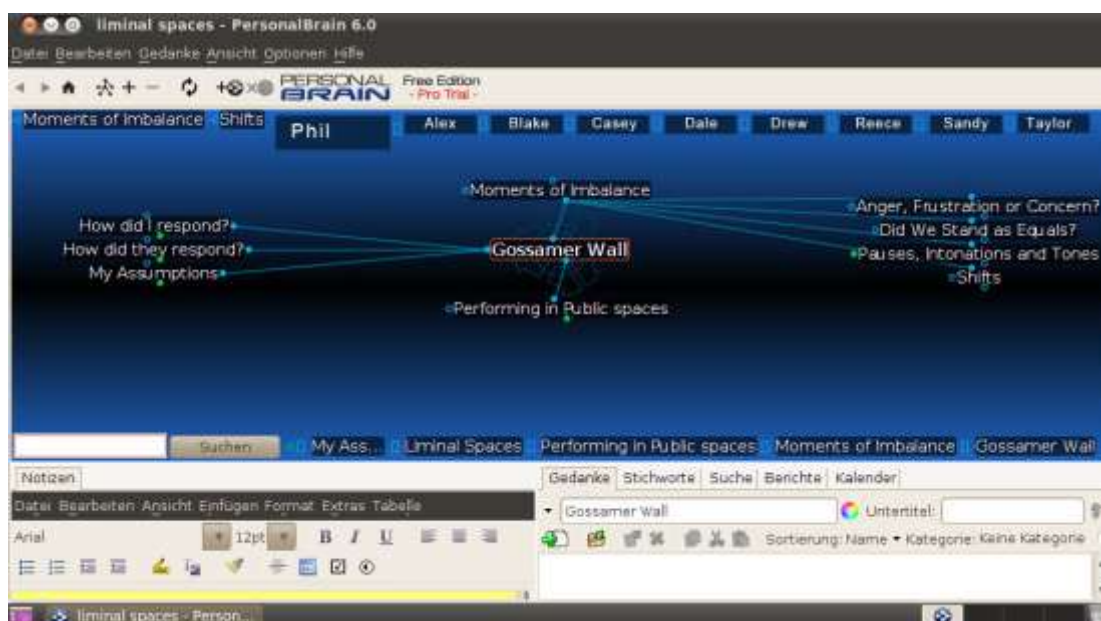 liminal spaces - PersonalBrain 6.0
Datei Bearbeiten Gedanke Ansicht Optionen Hilfe
PERSONAL BRAIN Free Edition - Pro Trial -
Moments of Imbalance Shifts Phil Alex Blake Casey Dale Drew Reece Sandy Taylor
Moments of Imbalance
Anger, Frustration or Concern?
How did I respond?
Did We Stand as Equals?
How did they respond?
Gossamer Wall
Pauses, Intonations and Tones
My Assumptions
Shifts
Performing in Public spaces
Suchen My Ass... Liminal Spaces Performing in Public spaces Moments of Imbalance Gossamer Wall
Notizen Gedanke Stichworte Suche Berichte Kalender
Datei Bearbeiten Ansicht Einfügen Format Extras Tabelle
Gossamer Wall Untertitel:
Arial 12pt B I U Sortierung: Name Kategorie: Keine Kategorie
liminal spaces - Person...